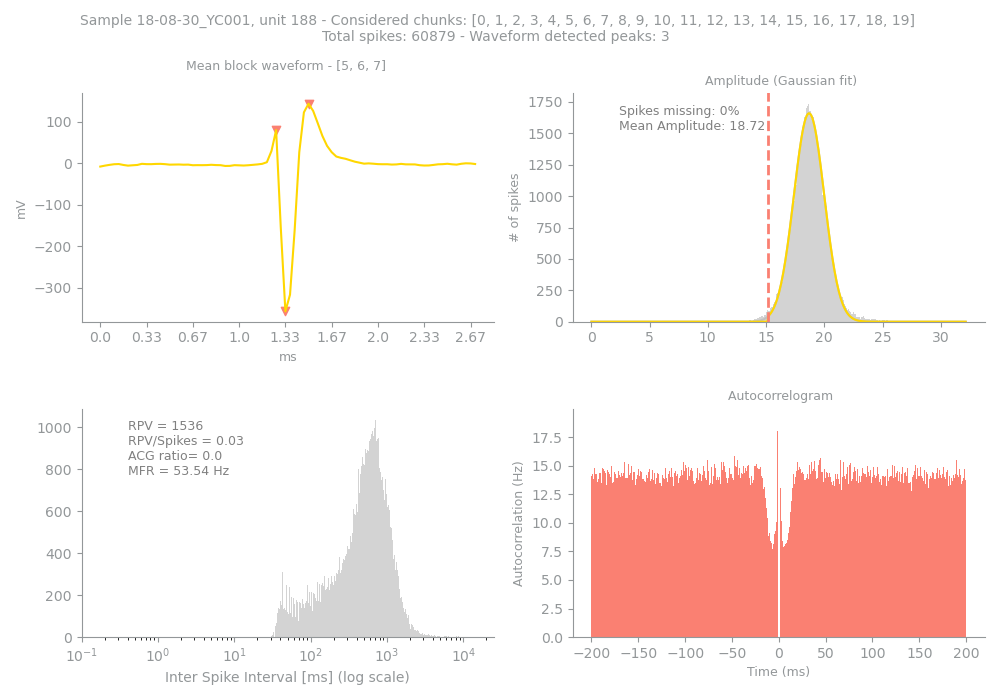 Sample 18-08-30_YC001, unit 188 - Considered chunks: [0, 1, 2, 3, 4, 5, 6, 7, 8, 9, 10, 11, 12, 13, 14, 15, 16, 17, 18, 19]
Total spikes: 60879 - Waveform detected peaks: 3
Mean block waveform - [5, 6, 7]
100
0
−100
−200
−300
mV
0.0 0.33 0.67 1.0 1.33 1.67 2.0 2.33 2.67
ms
Amplitude (Gaussian fit)
Spikes missing: 0%
Mean Amplitude: 18.72
1750
1500
1250
1000
750
500
250
0
# of spikes
0 5 10 15 20 25 30
RPV = 1536
RPV/Spikes = 0.03
ACG ratio= 0.0
MFR = 53.54 Hz
1000
800
600
400
200
0
10⁻¹ 10⁰ 10¹ 10² 10³ 10⁴
Inter Spike Interval [ms] (log scale)
Autocorrelogram
17.5
15.0
12.5
10.0
7.5
5.0
2.5
0.0
Autocorrelation (Hz)
−200 −150 −100 −50 0 50 100 150 200
Time (ms)